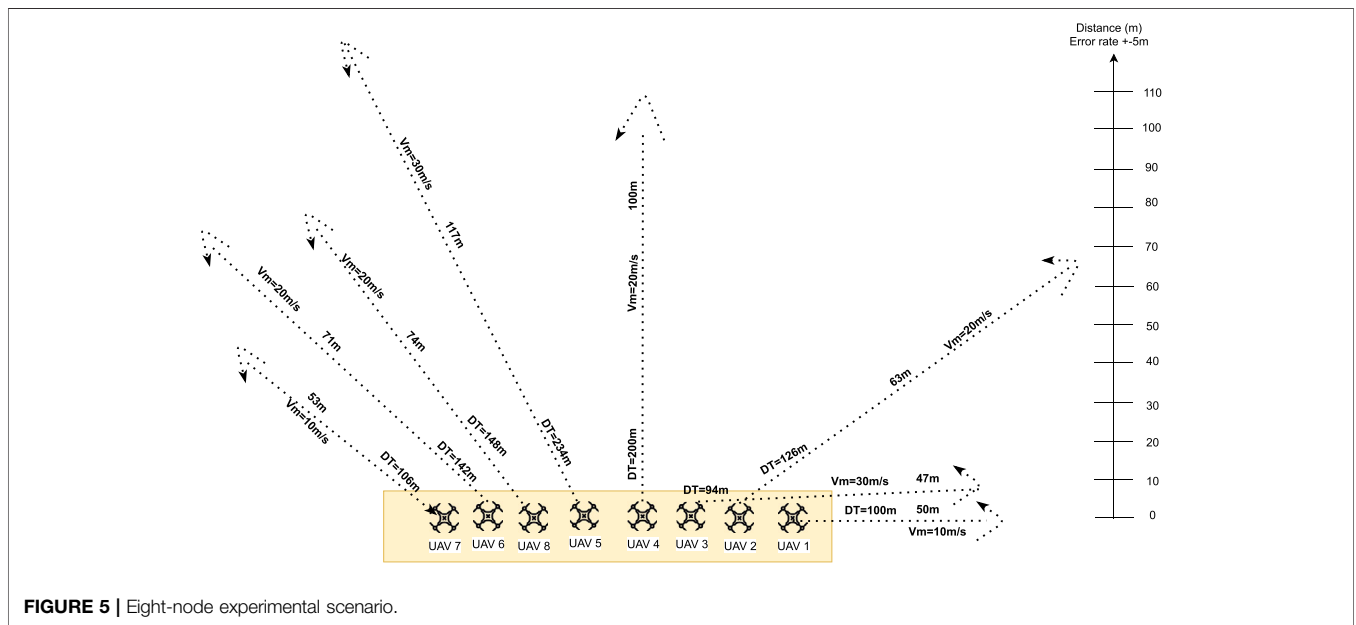 Distance (m)
Error rate +-5m
110
100
90
80
70
60
50
40
30
20
10
0
Vm=30m/s
117m
DT=234m
100m
Vm=20m/s
DT=200m
Vm=20m/s
74m
DT=148m
Vm=20m/s
71m
DT=142m
53m
Vm=10m/s
DT=106m
Vm=20m/s
63m
DT=126m
DT=94m
Vm=30m/s
47m
DT=100m
50m
Vm=10m/s
UAV 7
UAV 6
UAV 8
UAV 5
UAV 4
UAV 3
UAV 2
UAV 1
FIGURE 5 | Eight-node experimental scenario.